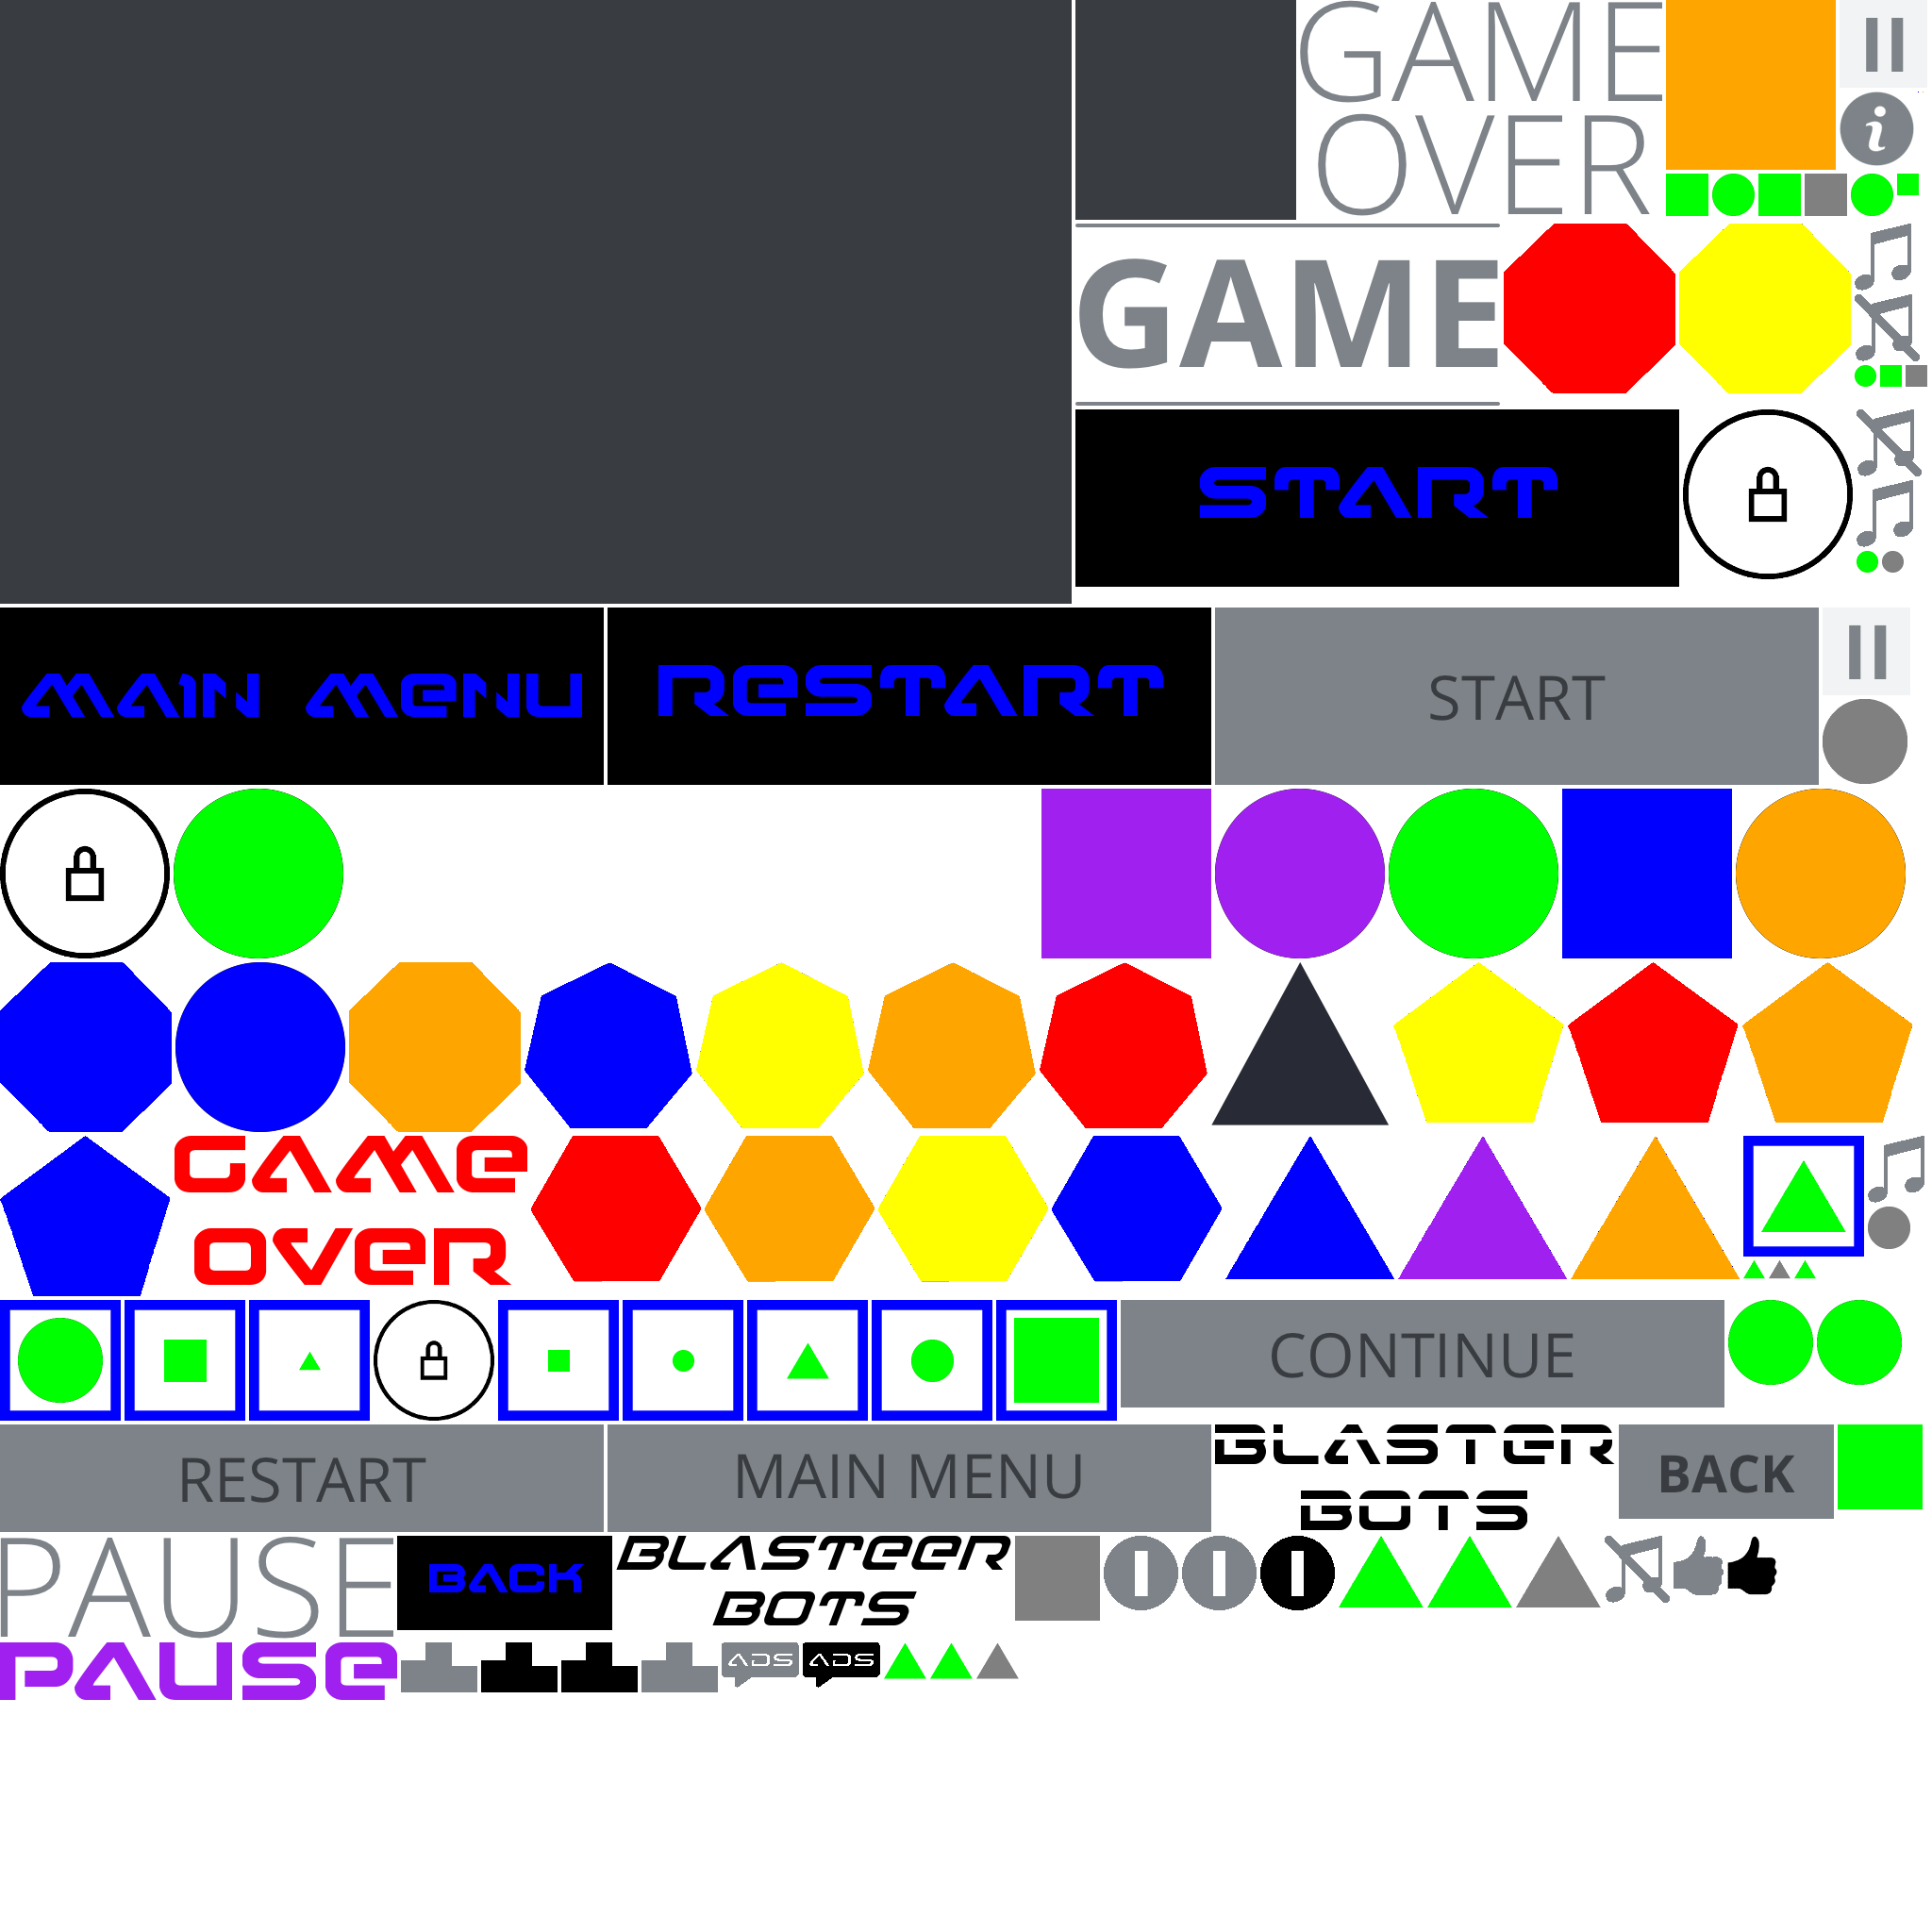 GAME
OVER
i
GAME
START
MAIN MENU
RESTART
START
GAMe
OVeR
CONTINUE
RESTART
MAIN MENU
BLASTER
BOTS
BACK
PAUSE
BACK
BLASTeeR
BOTS
PAUSe
ADS
ADS